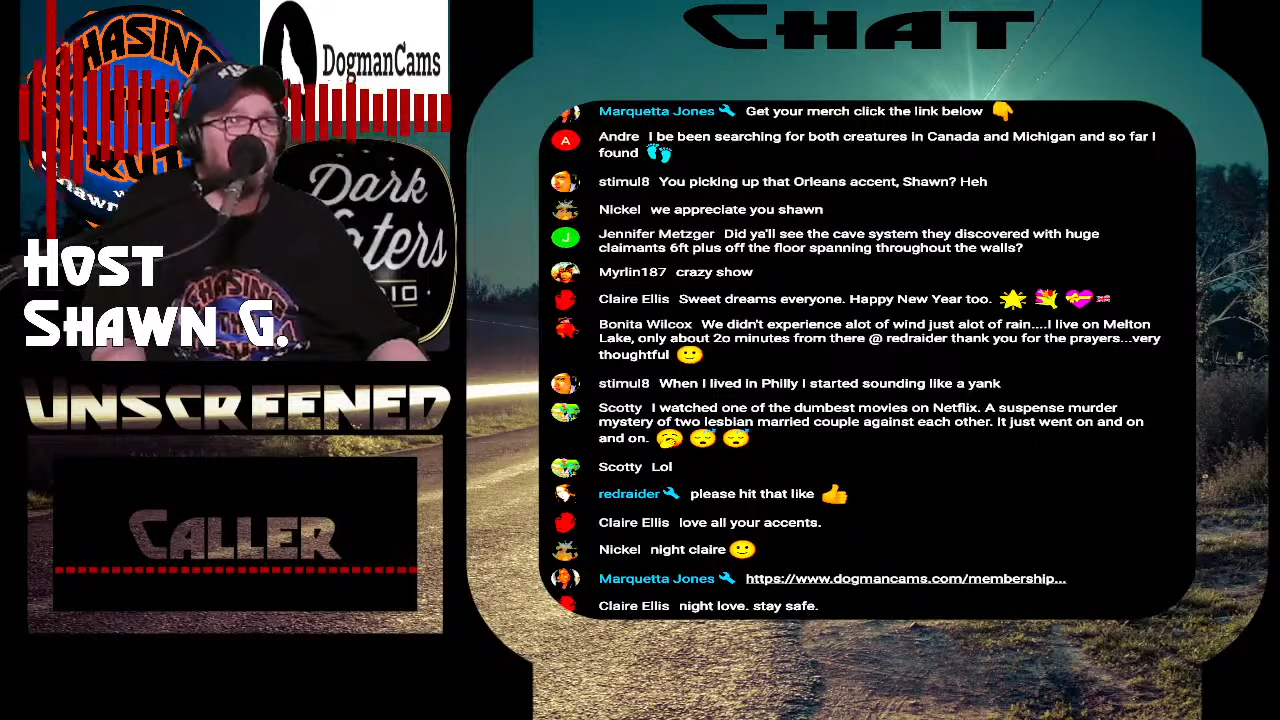 CHASING
DogmanCams
Dark
Waters
HOST
SHAWN G.
UNSCREENED
CALLER
CHAT
Marquetta Jones Get your merch click the link below 👇
A Andre I be been searching for both creatures in Canada and Michigan and so far I
found 👣
stimul8 You picking up that Orleans accent, Shawn? Heh
Nickel we appreciate you shawn
J Jennifer Metzger Did ya'll see the cave system they discovered with huge
claimants 6ft plus off the floor spanning throughout the walls?
Myrlin187 crazy show
Claire Ellis Sweet dreams everyone. Happy New Year too. 🌟 💐 💝 🇬🇧
Bonita Wilcox We didn't experience alot of wind just alot of rain....I live on Melton
Lake, only about 2o minutes from there @ redraider thank you for the prayers...very
thoughtful 🙂
stimul8 When I lived in Philly I started sounding like a yank
Scotty I watched one of the dumbest movies on Netflix. A suspense murder
mystery of two lesbian married couple against each other. It just went on and on
and on. 🥱 😴 😴
Scotty Lol
redraider please hit that like 👍
Claire Ellis love all your accents.
Nickel night claire 🙂
Marquetta Jones https://www.dogmancams.com/membership...
Claire Ellis night love. stay safe.